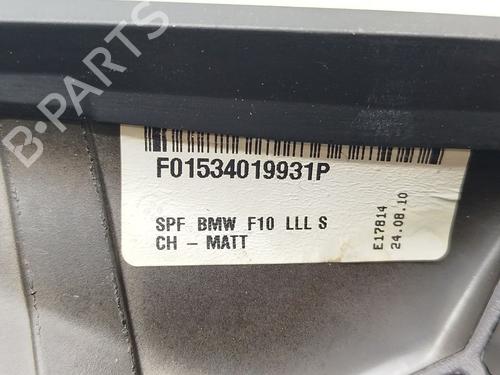 B-PARTS
F01534019931P
SPF BMW F10 LLL S
CH - MATT
E17814
24.08.10